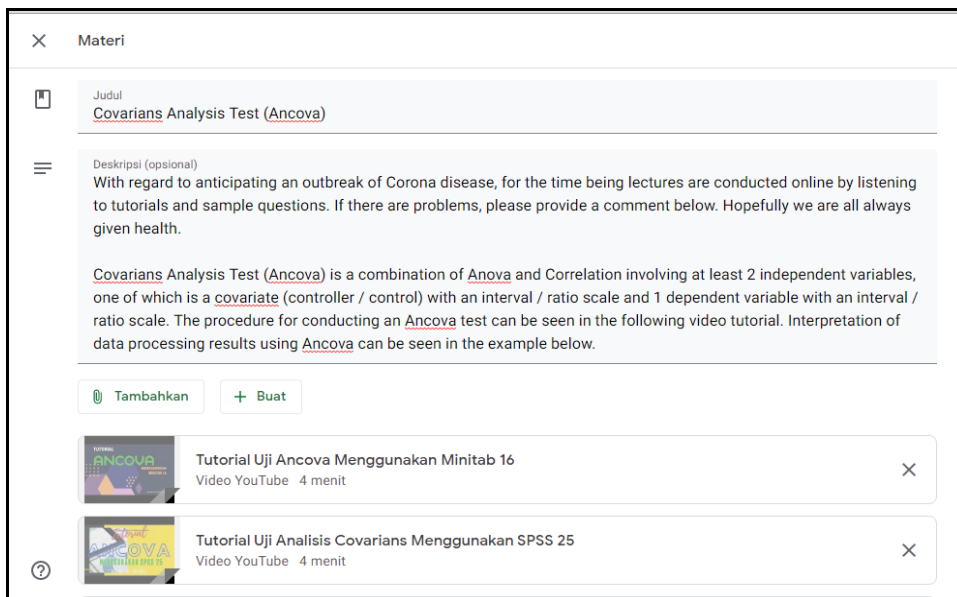 Materi
Judul
Covarians Analysis Test (Ancova)
Deskripsi (opsional)
With regard to anticipating an outbreak of Corona disease, for the time being lectures are conducted online by listening
to tutorials and sample questions. If there are problems, please provide a comment below. Hopefully we are all always
given health.
Covarians Analysis Test (Ancova) is a combination of Anova and Correlation involving at least 2 independent variables,
one of which is a covariate (controller / control) with an interval / ratio scale and 1 dependent variable with an interval /
ratio scale. The procedure for conducting an Ancova test can be seen in the following video tutorial. Interpretation of
data processing results using Ancova can be seen in the example below.
Tambahkan
Buat
TUTORIAL
ANCOVA
MINITAB 16
Tutorial Uji Ancova Menggunakan Minitab 16
Video YouTube 4 menit
Tutorial
ANCOVA
MENGGUNAKAN SPSS 25
Tutorial Uji Analisis Covarians Menggunakan SPSS 25
Video YouTube 4 menit